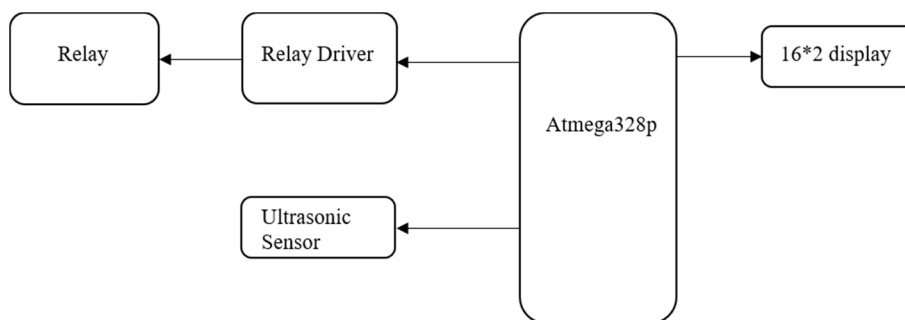 Relay
Relay Driver
16*2 display
Atmega328p
Ultrasonic
Sensor